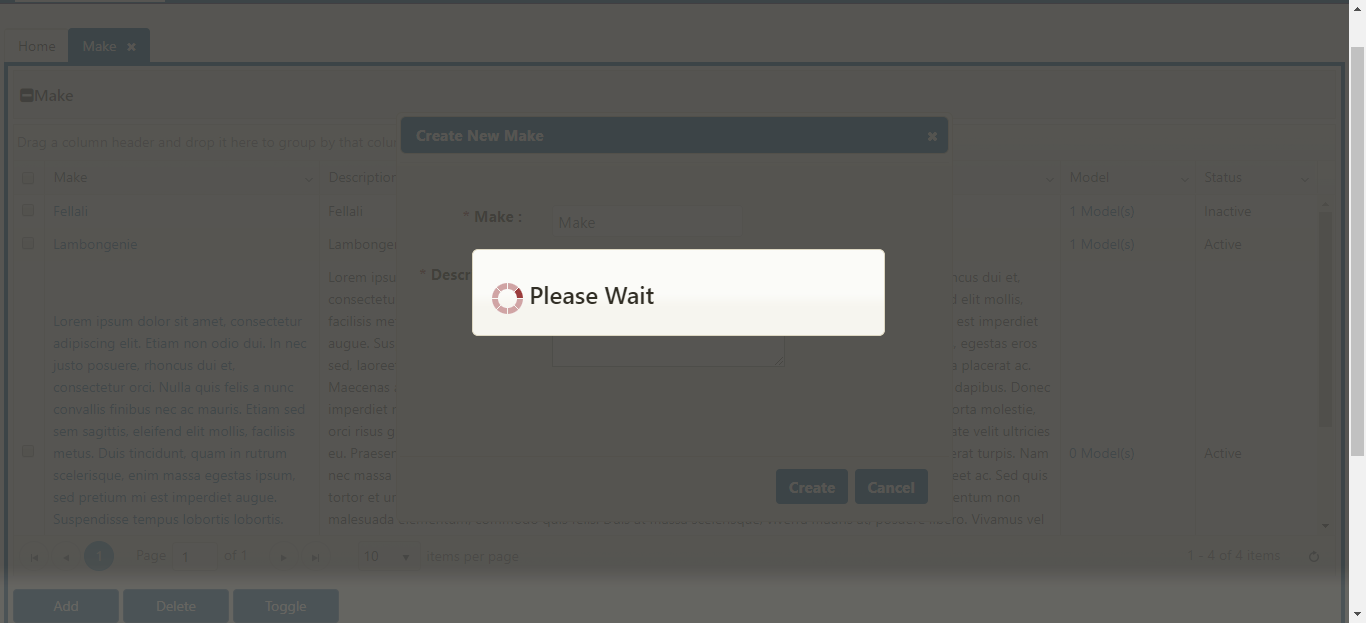 Home
Make
Make
Drag a column header and drop it here to group by that colu
Create New Make
Make
Description
Model
Status
Fellaii
Fellali
1 Model(s)
Inactive
* Make :
Make
Lambongenie
Lambonge
1 Model(s)
Active
* Descr
Please Wait
Lorem ipsum dolor sit amet, consectetur
adipiscing elit. Etiam non odio dui. In nec
justo posuere, rhoncus dui et,
consectetur orci. Nulla quis felis a nunc
convallis finibus nec ac mauris. Etiam sed
sem sagittis, eleifend elit mollis, facilisis
metus. Duis tincidunt, quam in rutrum
scelerisque, enim massa egestas ipsum,
sed pretium mi est imperdiet augue.
Suspendisse tempus lobortis lobortis.
Lorem ipsu
consectetu
facilisis me
augue. Sus
sed, laoree
Maecenas
imperdiet
orci risus g
eu. Praesen
nec massa
tortor et u
malesuada
ncus dui et,
d elit mollis,
est imperdiet
, egestas eros
a placerat ac,
dapibus. Donec
orta molestie.
ate velit ultricies
erat turpis. Nam
eet ac. Sed quis
entum non
ero. Vivamus vel
0 Model(s)
Active
Create
Cancel
1
Page
1
of 1
10
items per page
1 - 4 of 4 items
Add
Delete
Toggle